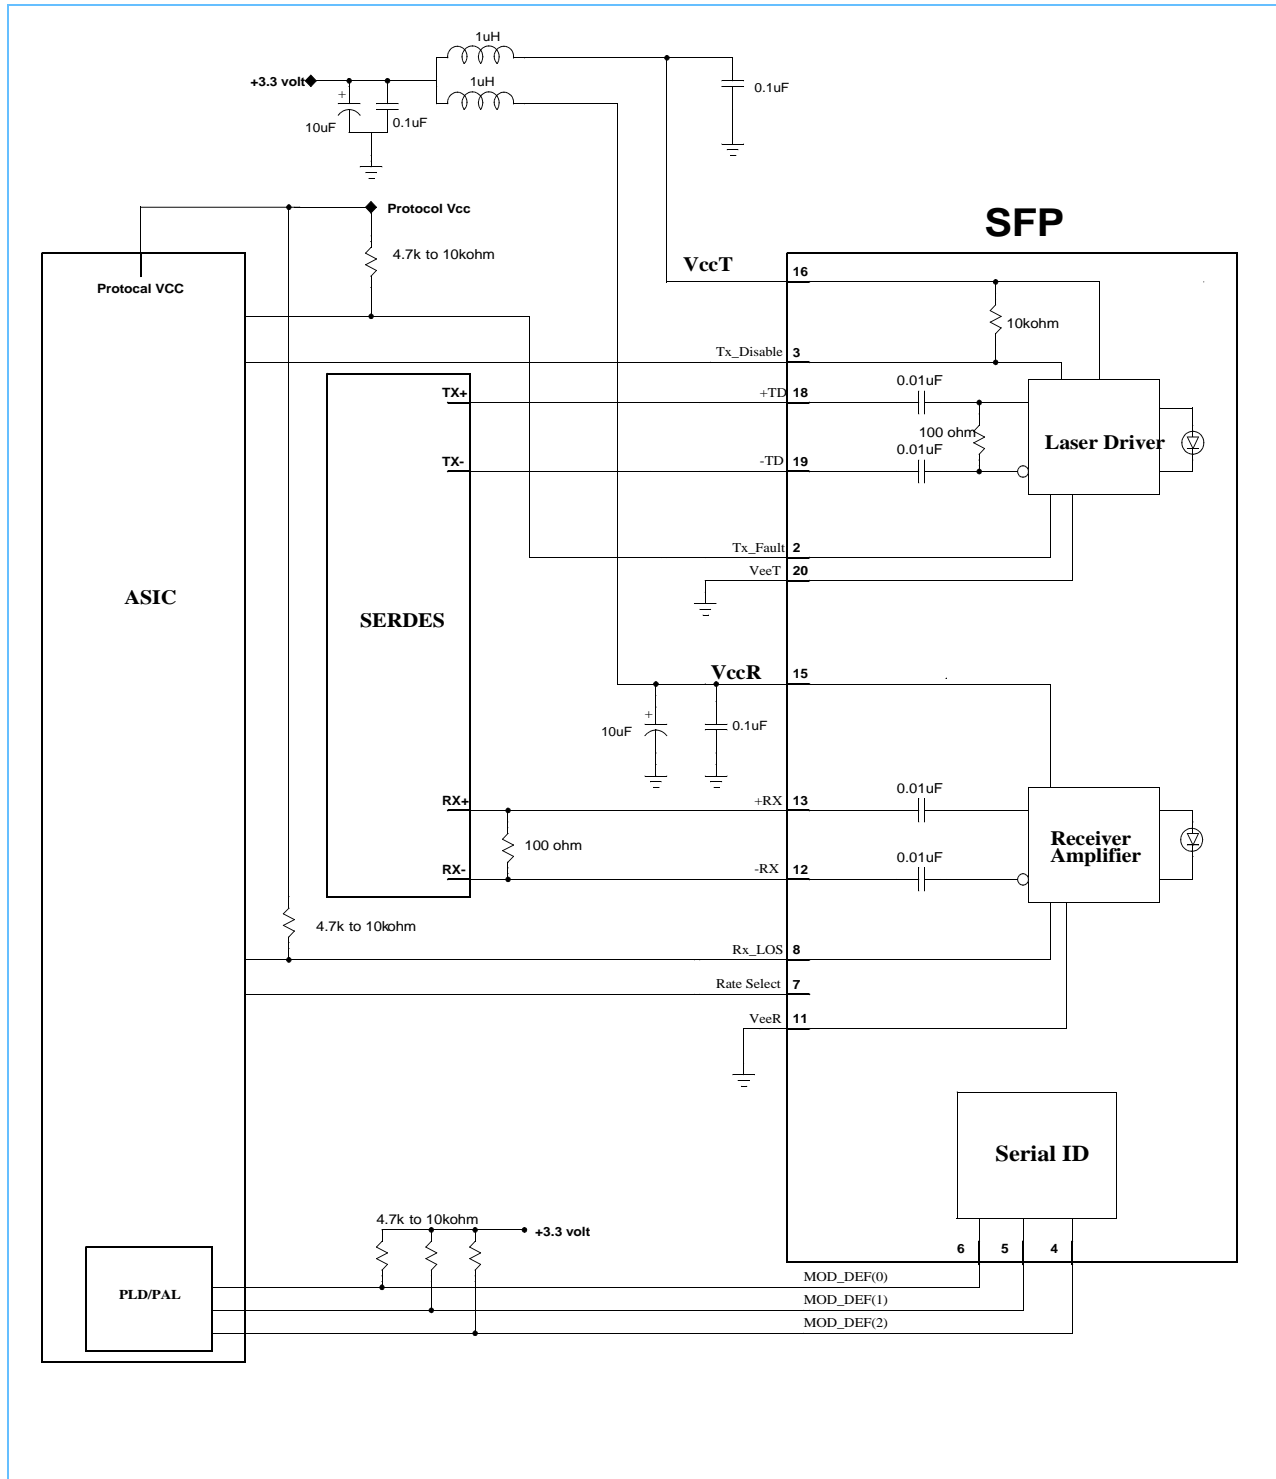 1uH
+3.3 volt
1uH
0.1uF
+
10uF
0.1uF
Protocol Vcc
SFP
4.7k to 10kohm
VccT
16
Protocal VCC
10kohm
Tx_Disable
3
0.01uF
TX+
+TD
18
100 ohm
Laser Driver
0.01uF
TX-
-TD
19
Tx_Fault
2
VeeT
20
ASIC
SERDES
VccR
15
+
10uF
0.1uF
0.01uF
RX+
+RX
13
Receiver
Amplifier
100 ohm
0.01uF
RX-
-RX
12
4.7k to 10kohm
Rx_LOS
8
Rate Select
7
VeeR
11
Serial ID
4.7k to 10kohm
+3.3 volt
6
5
4
MOD_DEF(0)
PLD/PAL
MOD_DEF(1)
MOD_DEF(2)